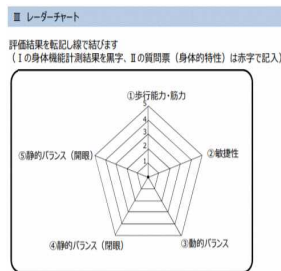 Ⅲ レーダーチャート
評価結果を転記し線で結びます
(Ⅰの身体機能計測結果を黒字、Ⅱの質問票（身体的特性）は赤字で記入)
①歩行能力・筋力
5
4
3
2
1
②敏捷性
⑤静的バランス（開眼）
④静的バランス（閉眼）
③動的バランス